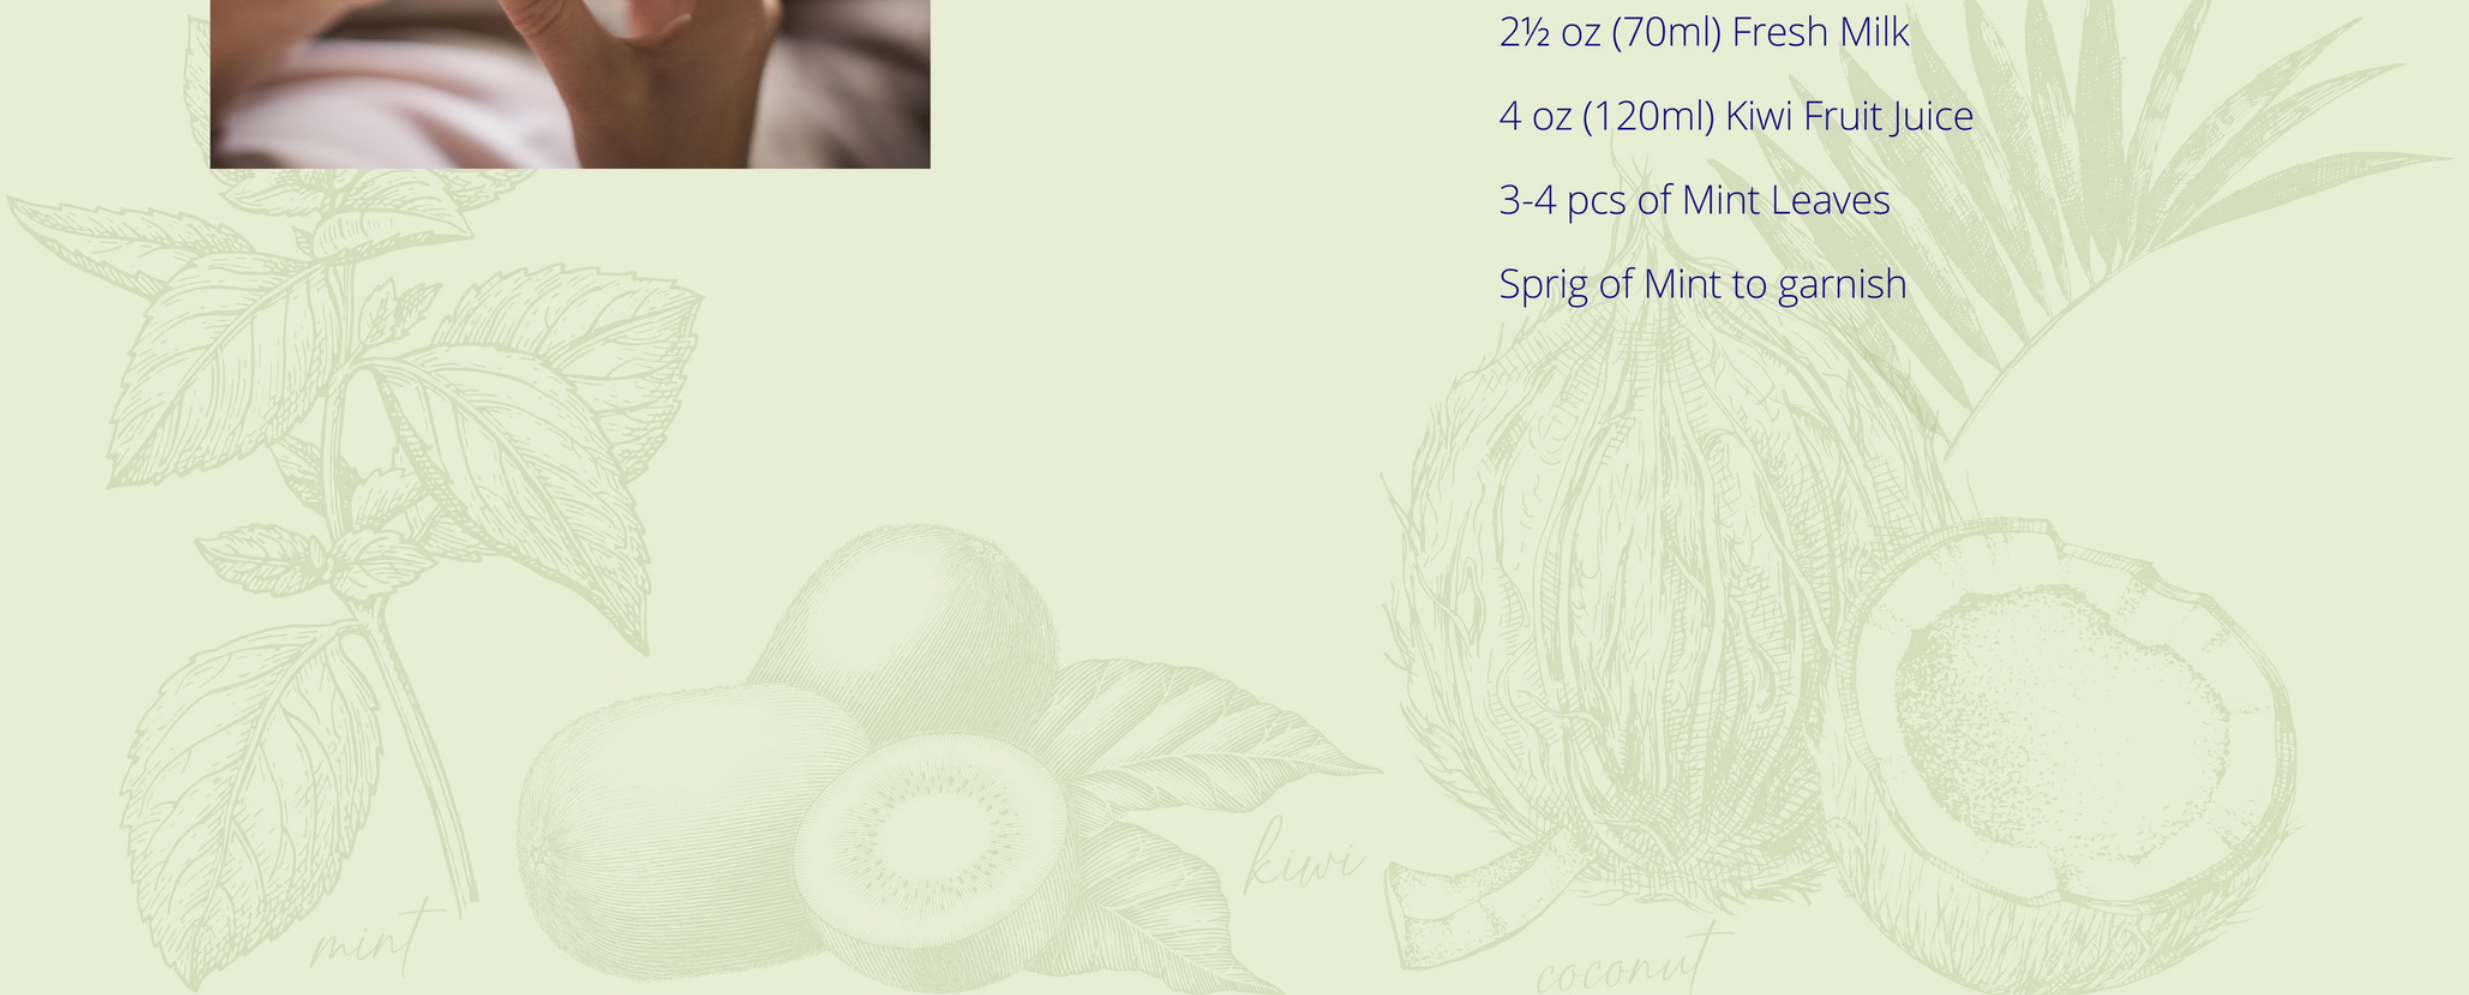 2½ oz (70ml) Fresh Milk
4 oz (120ml) Kiwi Fruit Juice
3-4 pcs of Mint Leaves
Sprig of Mint to garnish
kiwi
mint
coconut